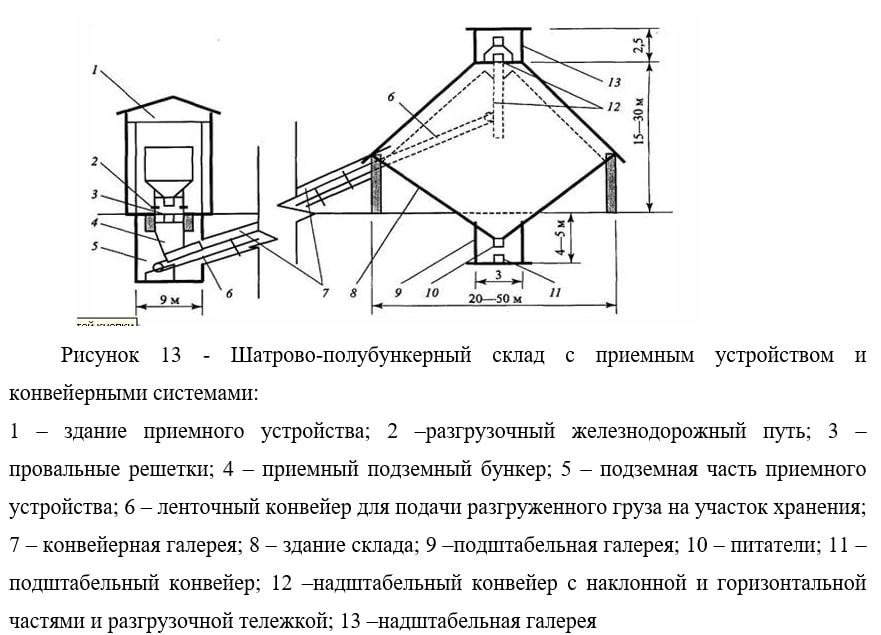 2,5
1
6
13
12
15—30 м
2
3
4
5
4—5 м
6
7
8
9
10
3
11
9 м
20—50 м
той кнопки
Рисунок 13 - Шатрово-полубункерный склад с приемным устройством и
конвейерными системами:
1 – здание приемного устройства; 2 –разгрузочный железнодорожный путь; 3 –
провальные решетки; 4 – приемный подземный бункер; 5 – подземная часть приемного
устройства; 6 – ленточный конвейер для подачи разгруженного груза на участок хранения;
7 – конвейерная галерея; 8 – здание склада; 9 –подштабельная галерея; 10 – питатели; 11 –
подштабельный конвейер; 12 –надштабельный конвейер с наклонной и горизонтальной
частями и разгрузочной тележкой; 13 –надштабельная галерея